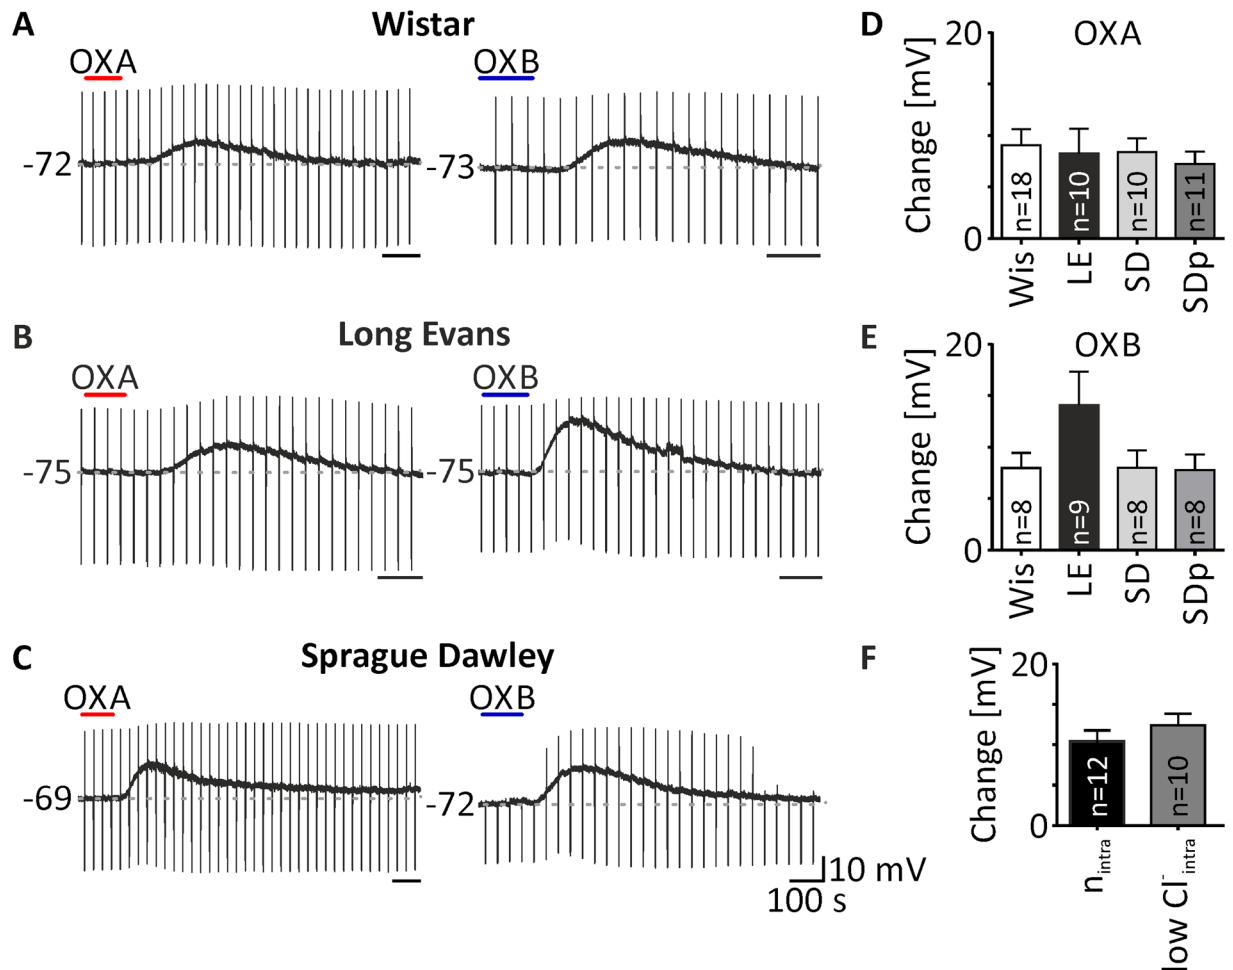 A
Wistar
OXA
OXB
-72
-73
B
Long Evans
OXA
OXB
-75
-75
C
Sprague Dawley
OXA
OXB
-69
-72
10 mV
100 s
D
OXA
Change [mV]
20
0
n=18
n=10
n=10
n=11
Wis
LE
SD
SDp
E
OXB
Change [mV]
20
0
n=8
n=9
n=8
n=8
Wis
LE
SD
SDp
F
Change [mV]
20
0
n=12
n=10
nintra
low Cl-intra